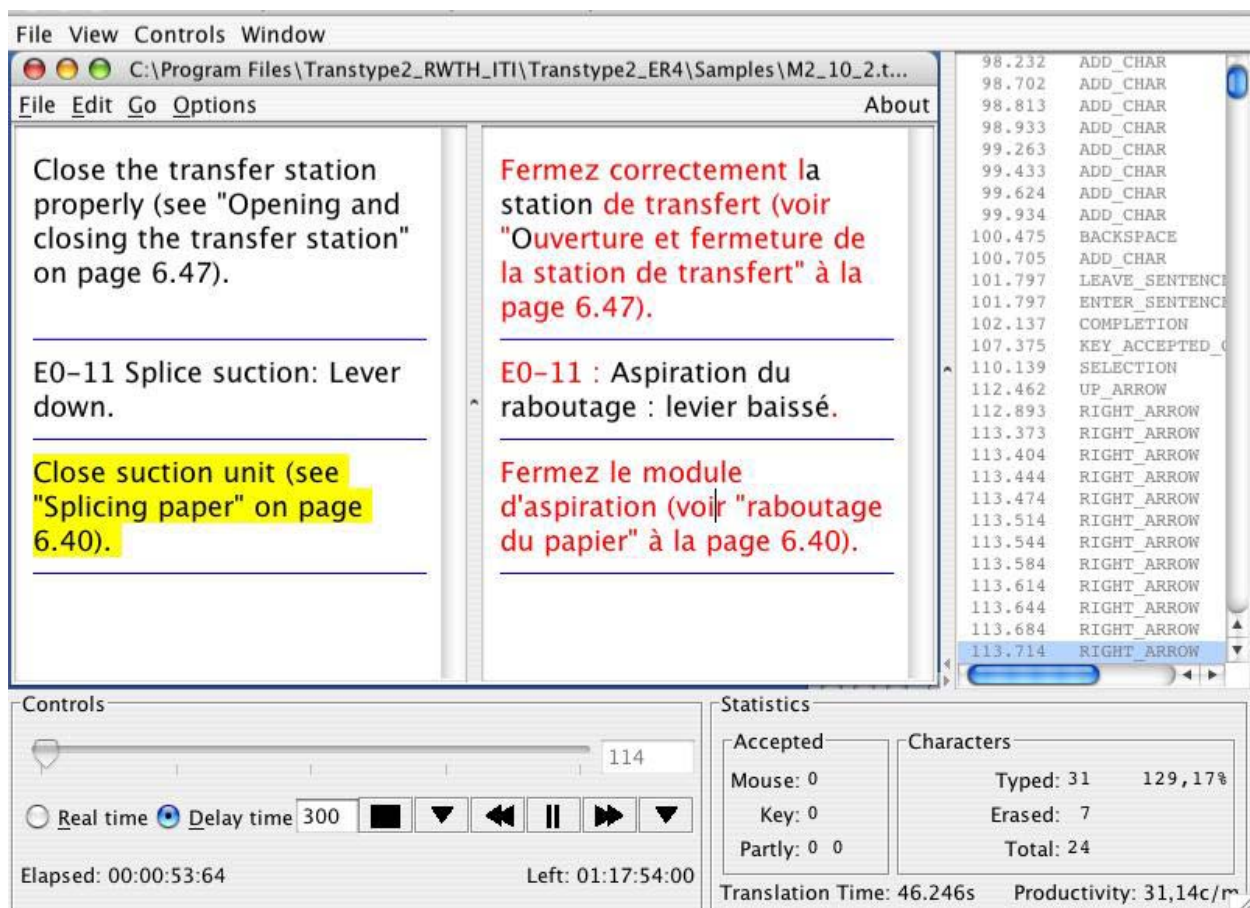 File View Controls Window
C:\Program Files\Transtype2_RWTH_ITI\Transtype2_ER4\Samples\M2_10_2.t...
File Edit Go Options About
Close the transfer station
properly (see "Opening and
closing the transfer station"
on page 6.47).
Fermez correctement la
station de transfert (voir
"Ouverture et fermeture de
la station de transfert" à la
page 6.47).
E0-11 Splice suction: Lever
down.
E0-11 : Aspiration du
raboutage : levier baissé.
Close suction unit (see
"Splicing paper" on page
6.40).
Fermez le module
d'aspiration (voir "raboutage
du papier" à la page 6.40).
98.232 ADD_CHAR
98.702 ADD_CHAR
98.813 ADD_CHAR
98.933 ADD_CHAR
99.263 ADD_CHAR
99.433 ADD_CHAR
99.624 ADD_CHAR
99.934 ADD_CHAR
100.475 BACKSPACE
100.705 ADD_CHAR
101.797 LEAVE_SENTENCE
101.797 ENTER_SENTENCE
102.137 COMPLETION
107.375 KEY_ACCEPTED_
110.139 SELECTION
112.462 UP_ARROW
112.893 RIGHT_ARROW
113.373 RIGHT_ARROW
113.404 RIGHT_ARROW
113.444 RIGHT_ARROW
113.474 RIGHT_ARROW
113.514 RIGHT_ARROW
113.544 RIGHT_ARROW
113.584 RIGHT_ARROW
113.614 RIGHT_ARROW
113.644 RIGHT_ARROW
113.684 RIGHT_ARROW
113.714 RIGHT_ARROW
Controls
114
Real time Delay time 300
Elapsed: 00:00:53:64 Left: 01:17:54:00
Statistics
Accepted
Mouse: 0
Key: 0
Partly: 0 0
Characters
Typed: 31 129,17%
Erased: 7
Total: 24
Translation Time: 46.246s Productivity: 31,14c/m